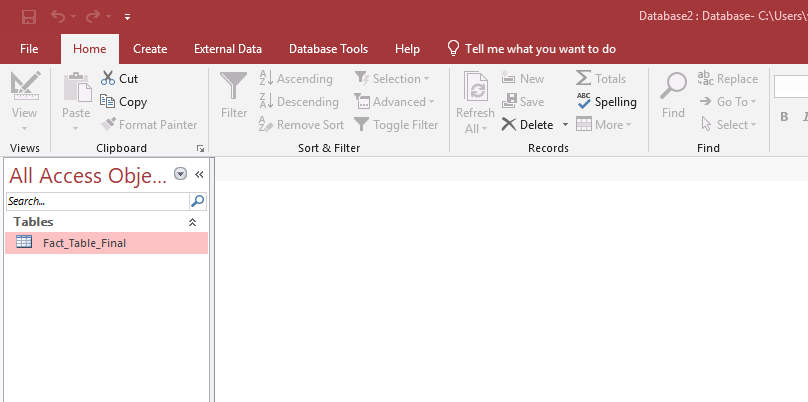 Database2 : Database- C:\Users\
File Home Create External Data Database Tools Help Tell me what you want to do
View
Views
Paste
Cut
Copy
Format Painter
Clipboard
Filter
Ascending
Descending
Remove Sort
Selection
Advanced
Toggle Filter
Sort & Filter
Refresh
All
New
Save
Delete
Totals
Spelling
More
Records
Find
Replace
Go To
Select
Find
B I
All Access Obje...
Search...
Tables
Fact_Table_Final